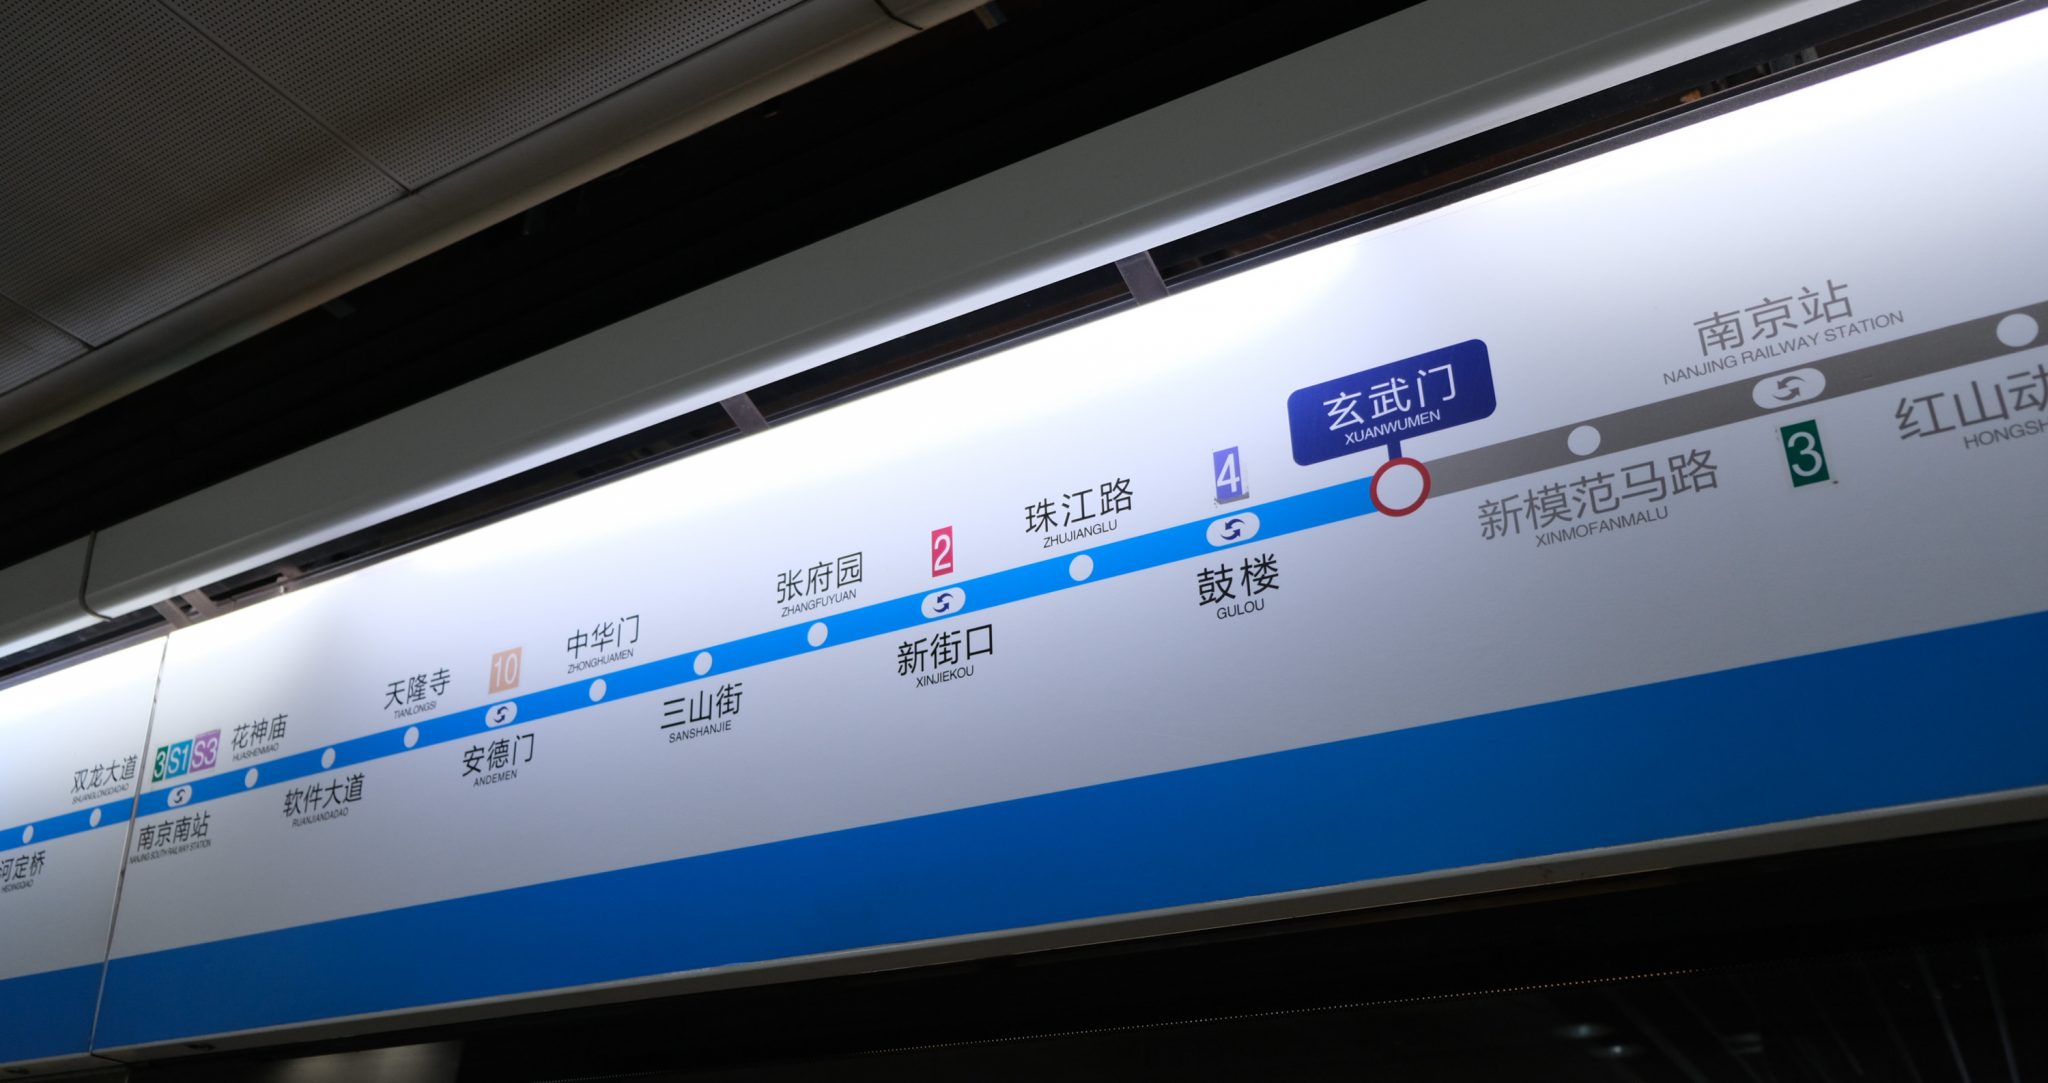 河定桥
HEDINGQIAO
双龙大道
SHUANGLONGDADAO
3 S1 S3
南京南站
NANJING SOUTH RAILWAY STATION
花神庙
HUASHENMIAO
软件大道
RUANJIANDADAO
天隆寺
TIANLONGSI
10
安德门
ANDEMEN
中华门
ZHONGHUAMEN
三山街
SANSHANJIE
张府园
ZHANGFUYUAN
2
新街口
XINJIEKOU
珠江路
ZHUJIANGLU
4
鼓楼
GULOU
玄武门
XUANWUMEN
新模范马路
XINMOFANMALU
南京站
NANJING RAILWAY STATION
3
红山动
HONGSH